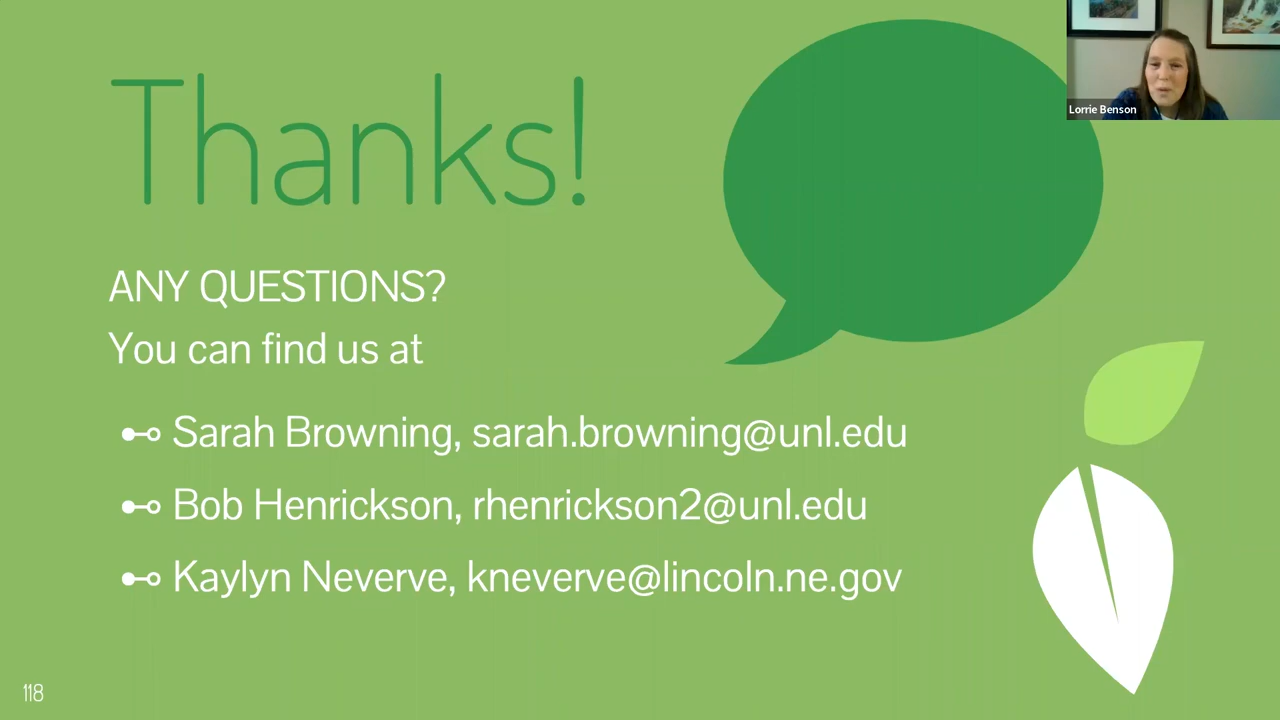 Thanks!
Lorrie Benson
ANY QUESTIONS?
You can find us at
Sarah Browning, sarah.browning@unl.edu
Bob Henrickson, rhenrickson2@unl.edu
Kaylyn Neverve, kneverve@lincoln.ne.gov
118